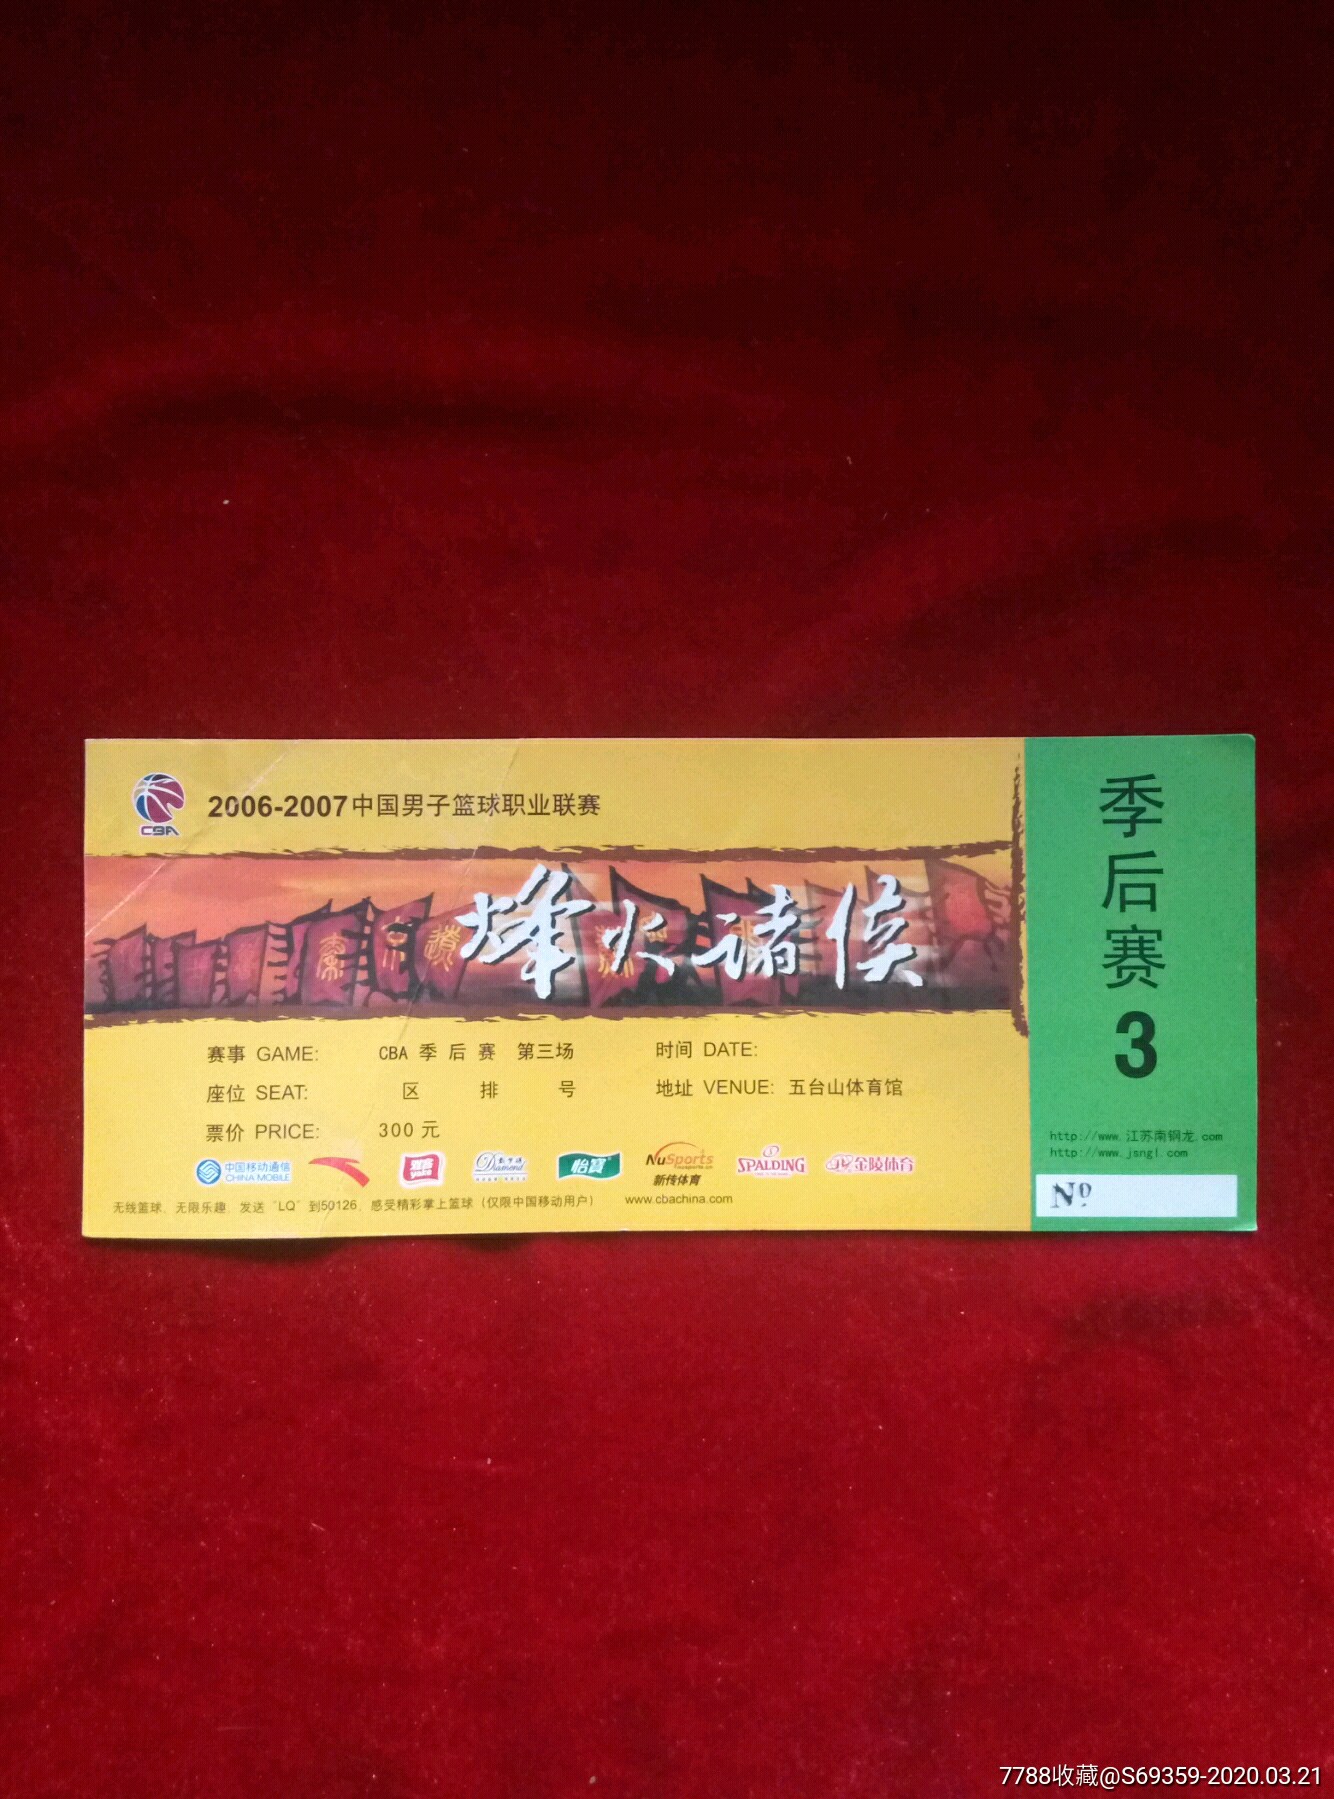 CBA
2006-2007中国男子篮球职业联赛
烽火诸侯
赛事 GAME: CBA 季后赛 第三场
时间 DATE:
座位 SEAT: 区 排 号
地址 VENUE: 五台山体育馆
票价 PRICE: 300 元
中国移动通信
CHINA MOBILE
yoho
Diamond
怡寶
NuSports
nusports.cn
新传体育
SPALDING
金陵体育
无线篮球，无限乐趣，发送“LQ”到50126，感受精彩掌上篮球（仅限中国移动用户）
www.cbachina.com
季后赛
3
http://www.江苏南钢龙.com
http://www.jsngl.com
Nº
7788收藏@S69359-2020.03.21